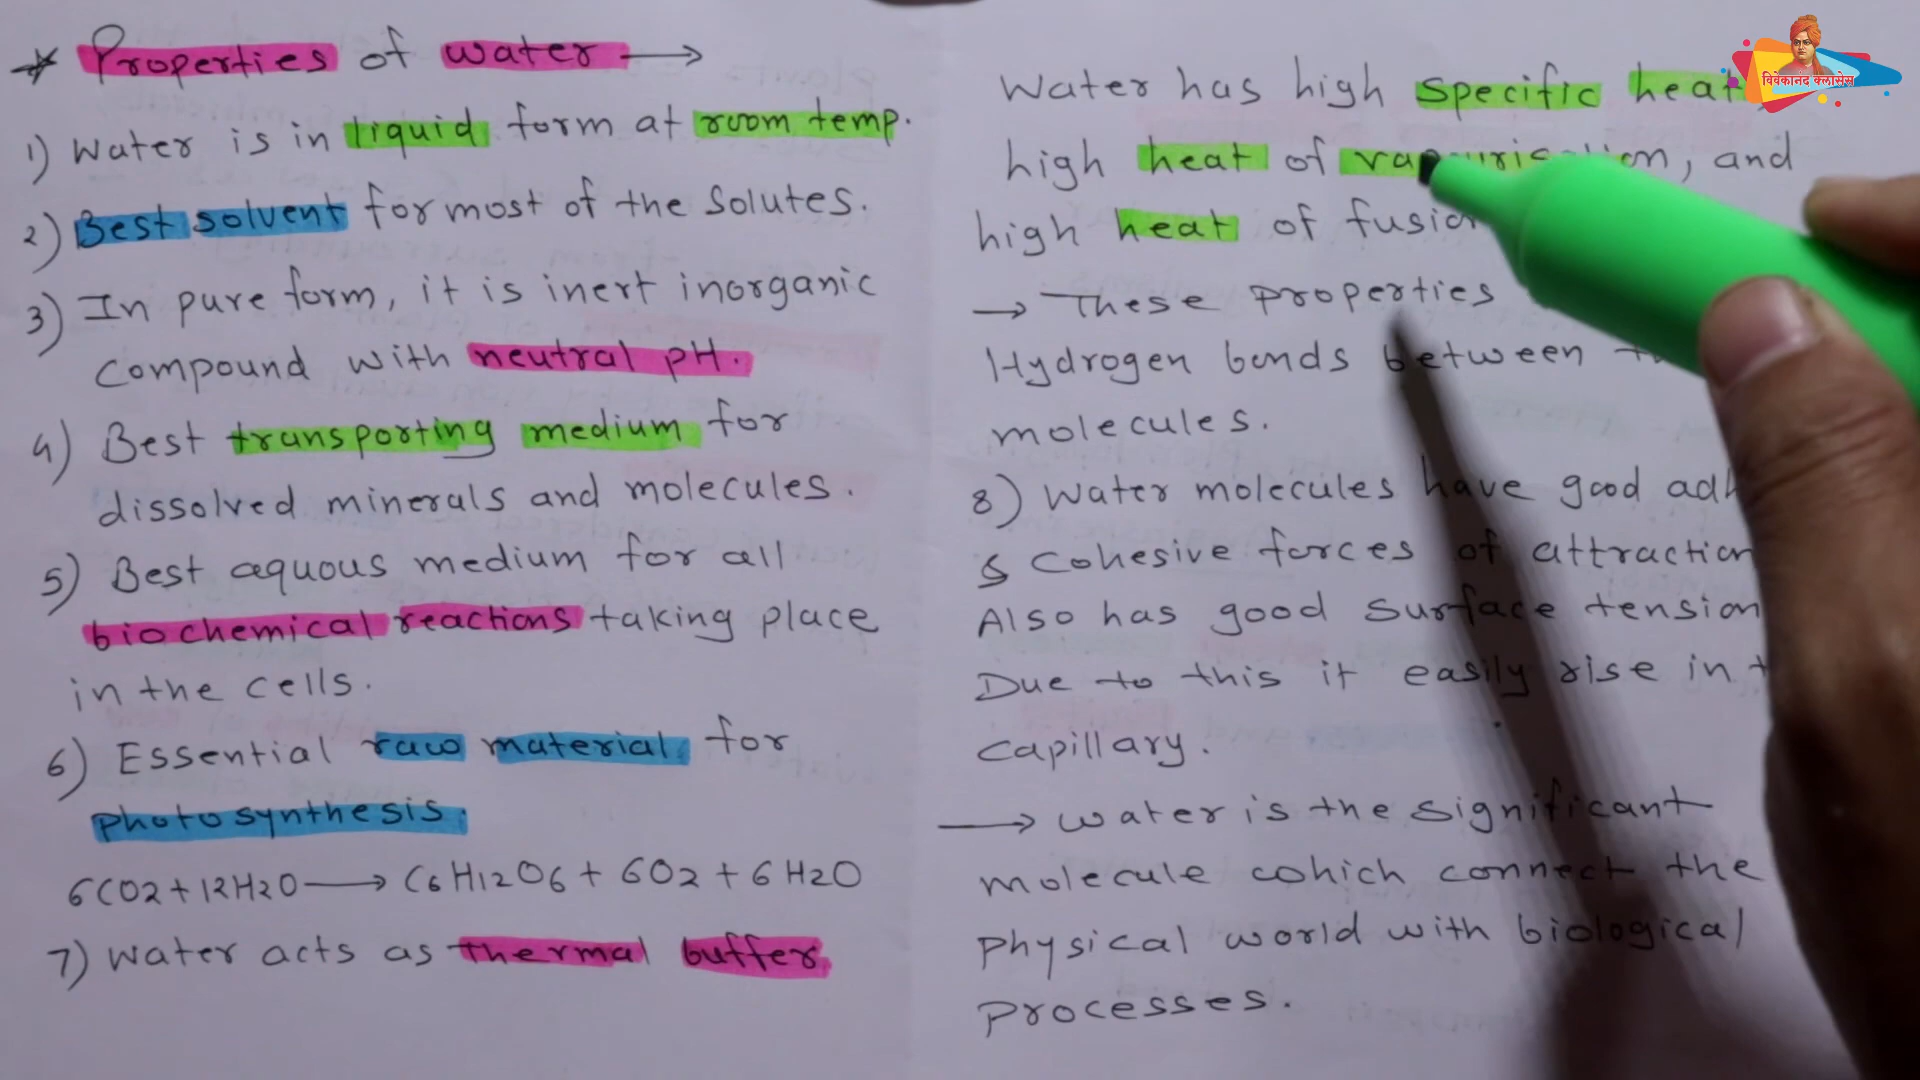 * Properties of water →
1) Water is in liquid form at room temp.
2) Best solvent for most of the solutes.
3) In pure form, it is inert inorganic
compound with neutral pH.
4) Best transporting medium for
dissolved minerals and molecules.
5) Best aquous medium for all
biochemical reactions taking place
in the cells.
6) Essential raw material for
photosynthesis.
6CO2+12H2O → C6H12O6 + 6O2 + 6H2O
7) Water acts as thermal buffer
Water has high specific heat
high heat of and
high heat of
→ These properties
Hydrogen bonds between
molecules.
8) Water molecules have good
& cohesive forces of attraction
Also has good surface tension
Due to this it easily rise in
capillary.
→ Water is the significant
molecule which connect the
physical world with biological
processes.
विवेकानंद क्लासेस